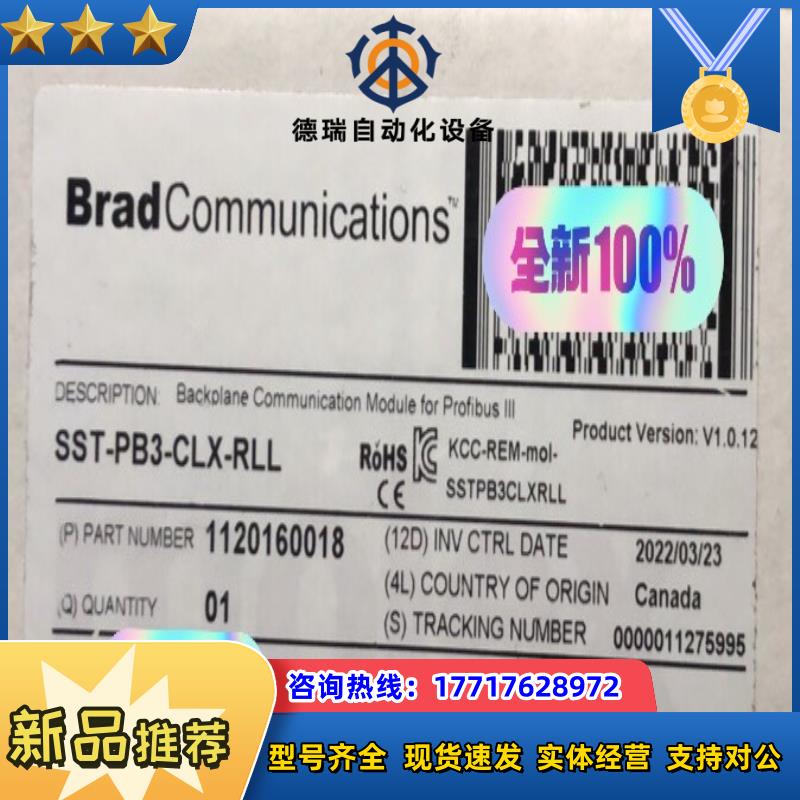 德瑞自动化设备
BradCommunications™
全新100%
DESCRIPTION: Backplane Communication Module for Profibus III
SST-PB3-CLX-RLL
RoHS
CE
KCC-REM-mol-
SSTPB3CLXRLL
Product Version: V1.0.12
(P) PART NUMBER 1120160018
(12D) INV CTRL DATE 2022/03/23
(4L) COUNTRY OF ORIGIN Canada
(Q) QUANTITY 01
(S) TRACKING NUMBER 0000011275995
咨询热线：17717628972
新品推荐
型号齐全 现货速发 实体经营 支持对公